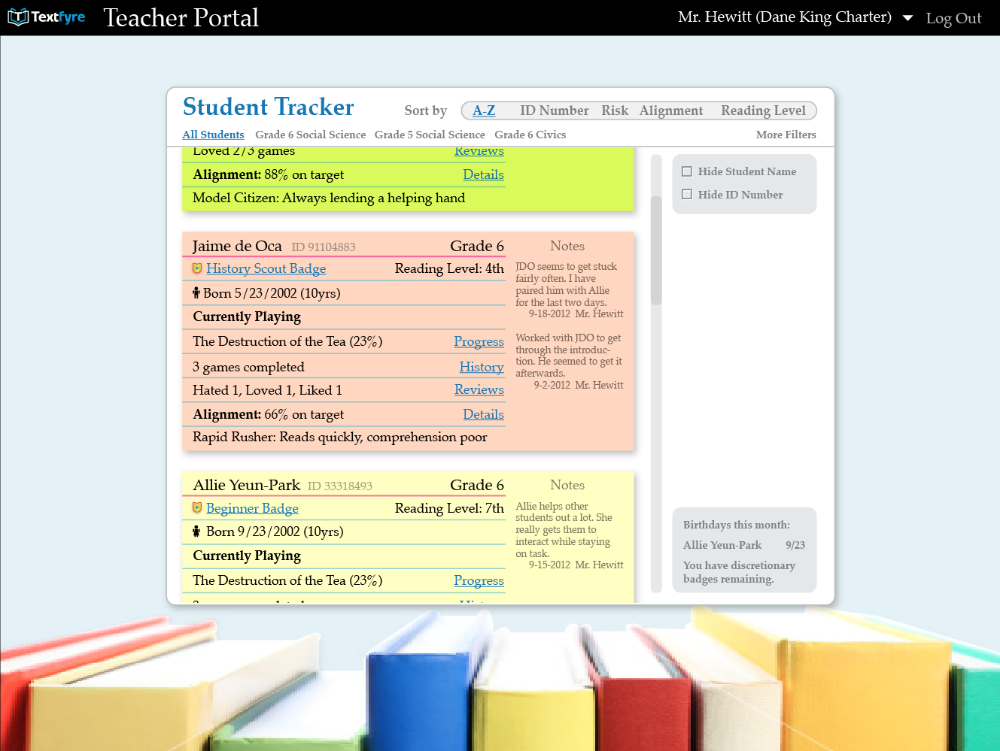 Textfyre Teacher Portal Mr. Hewitt (Dane King Charter) Log Out
Student Tracker Sort by A-Z ID Number Risk Alignment Reading Level
All Students Grade 6 Social Science Grade 5 Social Science Grade 6 Civics More Filters
Loved 2/3 games Reviews
Alignment: 88% on target Details
Model Citizen: Always lending a helping hand
Hide Student Name
Hide ID Number
Jaime de Oca ID 91104883 Grade 6
History Scout Badge Reading Level: 4th
Born 5/23/2002 (10yrs)
Currently Playing
The Destruction of the Tea (23%) Progress
3 games completed History
Hated 1, Loved 1, Liked 1 Reviews
Alignment: 66% on target Details
Rapid Rusher: Reads quickly, comprehension poor
Notes
JDO seems to get stuck
fairly often. I have
paired him with Allie
for the last two days.
9-18-2012 Mr. Hewitt
Worked with JDO to get
through the introduc-
tion. He seemed to get it
afterwards.
9-2-2012 Mr. Hewitt
Allie Yeun-Park ID 33318493 Grade 6
Beginner Badge Reading Level: 7th
Born 9/23/2002 (10yrs)
Currently Playing
The Destruction of the Tea (23%) Progress
Notes
Allie helps other
students out a lot. She
really gets them to
interact while staying
on task.
9-15-2012 Mr. Hewitt
Birthdays this month:
Allie Yeun-Park 9/23
You have discretionary
badges remaining.